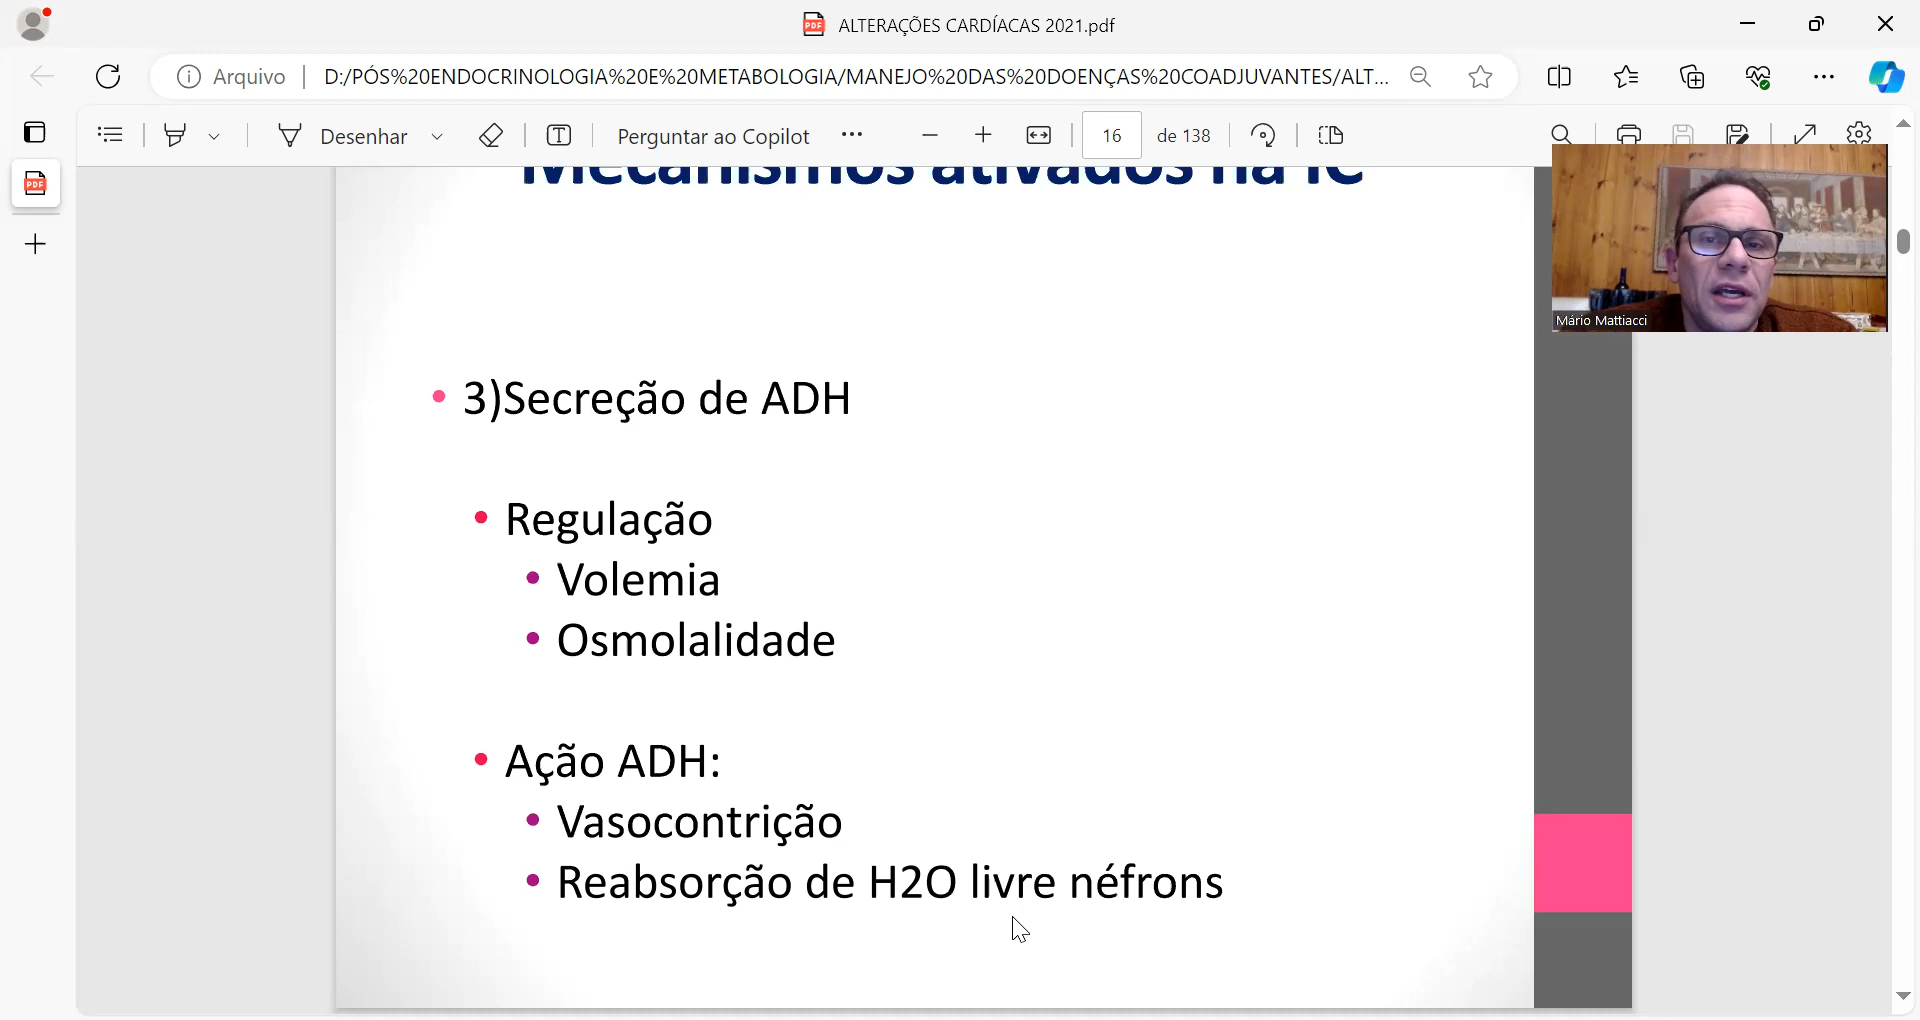 ALTERAÇÕES CARDÍACAS 2021.pdf
Arquivo
D:/PÓS%20ENDOCRINOLOGIA%20E%20METABOLOGIA/MANEJO%20DAS%20DOENÇAS%20COADJUVANTES/ALT...
Desenhar
Perguntar ao Copilot
16 de 138
PDF
Mecanismos ativados na IC
Mário Mattiacci
3)Secreção de ADH
Regulação
Volemia
Osmolalidade
Ação ADH:
Vasocontrição
Reabsorção de H2O livre néfrons